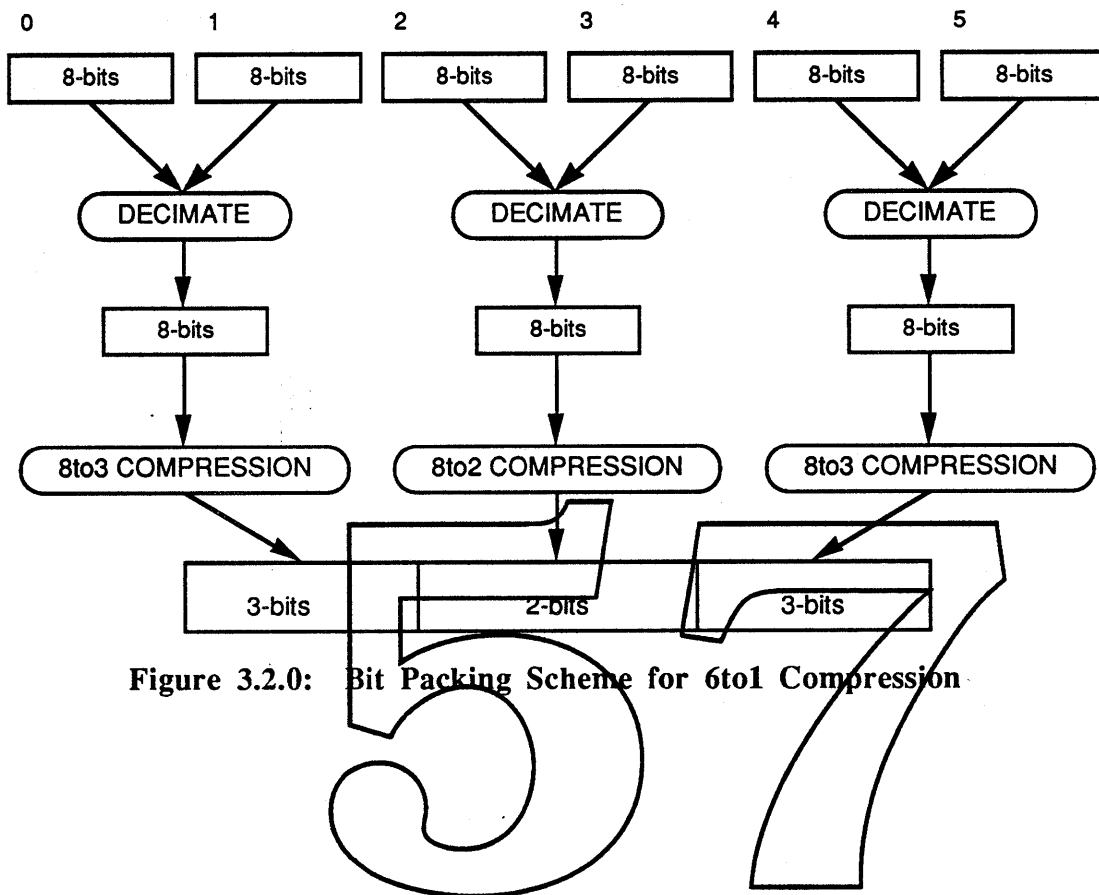 0 1 2 3 4 5
8-bits 8-bits 8-bits 8-bits 8-bits 8-bits
DECIMATE DECIMATE DECIMATE
8-bits 8-bits 8-bits
8to3 COMPRESSION 8to2 COMPRESSION 8to3 COMPRESSION
3-bits 2-bits 3-bits
Figure 3.2.0: Bit Packing Scheme for 6to1 Compression
57